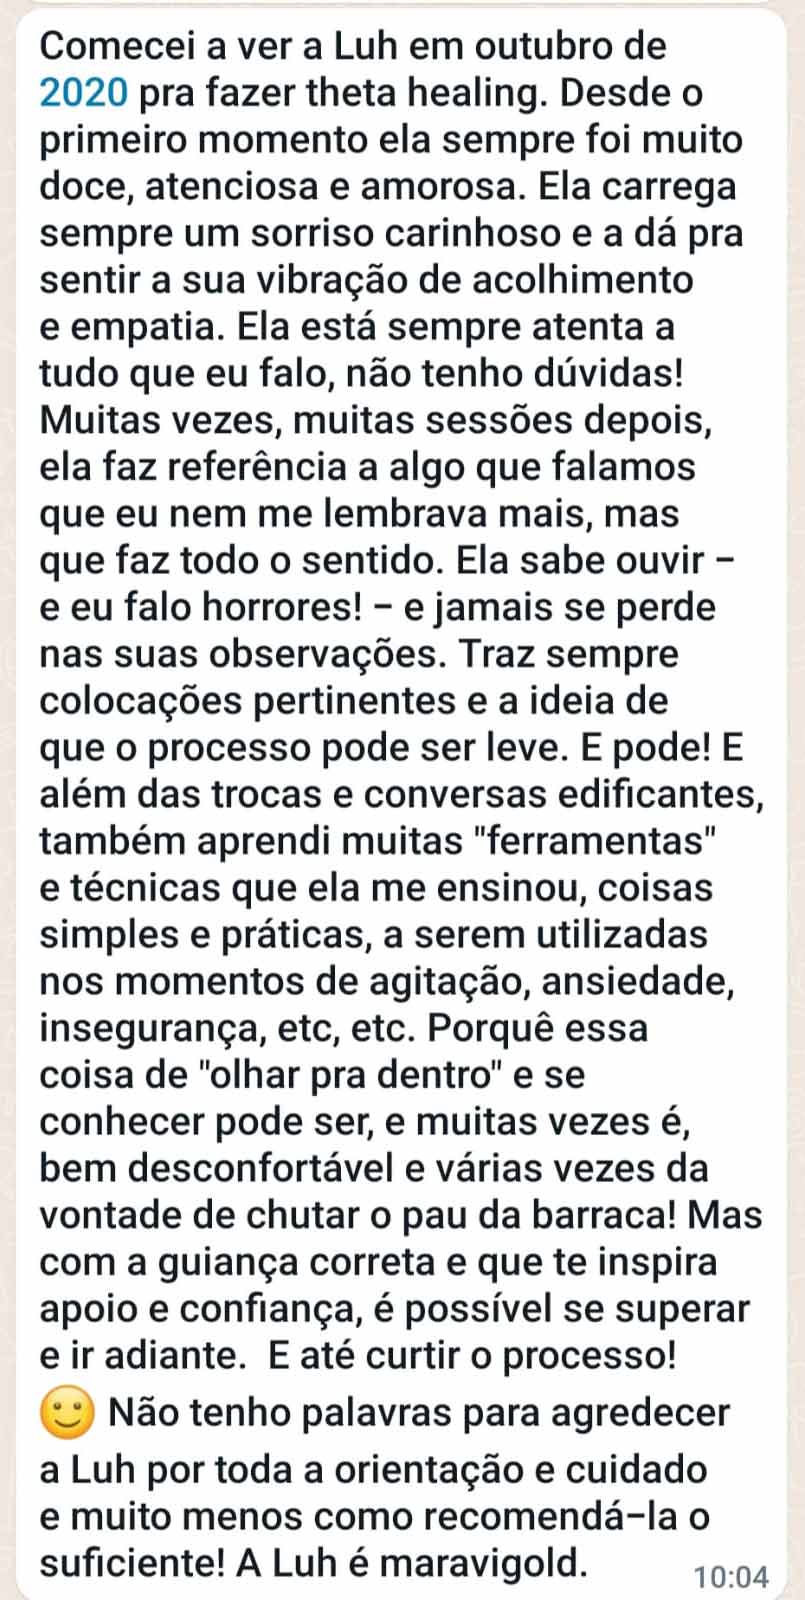 Comecei a ver a Luh em outubro de
2020 pra fazer theta healing. Desde o
primeiro momento ela sempre foi muito
doce, atenciosa e amorosa. Ela carrega
sempre um sorriso carinhoso e a dá pra
sentir a sua vibração de acolhimento
e empatia. Ela está sempre atenta a
tudo que eu falo, não tenho dúvidas!
Muitas vezes, muitas sessões depois,
ela faz referência a algo que falamos
que eu nem me lembrava mais, mas
que faz todo o sentido. Ela sabe ouvir –
e eu falo horrores! – e jamais se perde
nas suas observações. Traz sempre
colocações pertinentes e a ideia de
que o processo pode ser leve. E pode! E
além das trocas e conversas edificantes,
também aprendi muitas "ferramentas"
e técnicas que ela me ensinou, coisas
simples e práticas, a serem utilizadas
nos momentos de agitação, ansiedade,
insegurança, etc, etc. Porquê essa
coisa de "olhar pra dentro" e se
conhecer pode ser, e muitas vezes é,
bem desconfortável e várias vezes da
vontade de chutar o pau da barraca! Mas
com a guiança correta e que te inspira
apoio e confiança, é possível se superar
e ir adiante.  E até curtir o processo!
🙂 Não tenho palavras para agredecer
a Luh por toda a orientação e cuidado
e muito menos como recomendá-la o
suficiente! A Luh é maravigold.
10:04